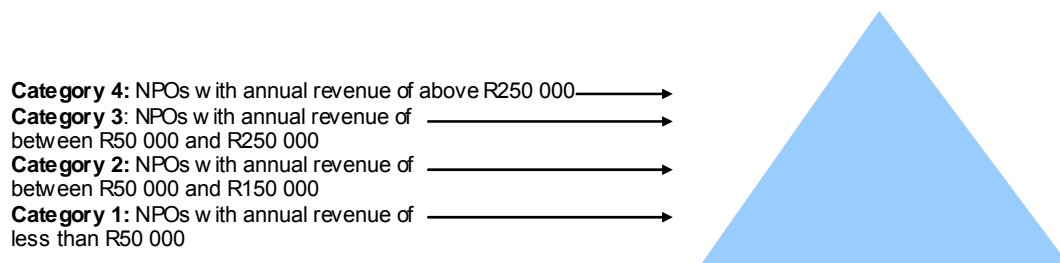 Category 4: NPOs with annual revenue of above R250 000
Category 3: NPOs with annual revenue of
between R50 000 and R250 000
Category 2: NPOs with annual revenue of
between R50 000 and R150 000
Category 1: NPOs with annual revenue of
less than R50 000